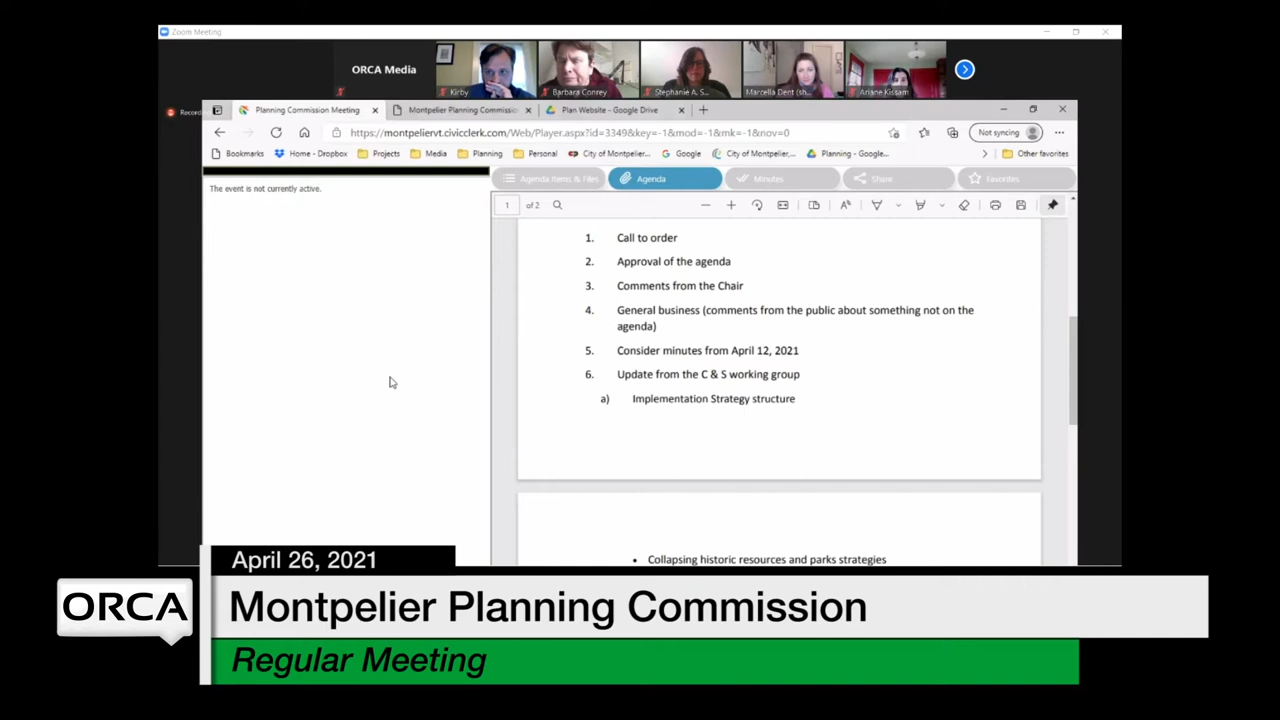 Zoom Meeting
ORCA Media
Kirby
Barbara Conrey
Stephanie A. S...
Marcella Dent (sh...
Ariane Kissam
Planning Commission Meeting
Montpelier Planning Commissio
Plan Website - Google Drive
https://montpeliervt.civicclerk.com/Web/Player.aspx?id=3349&key=-1&mod=-1&mk=-1&nov=0
Not syncing
Bookmarks
Home - Dropbox
Projects
Media
Planning
Personal
City of Montpelier...
Google
City of Montpelier,...
Planning - Google...
Other favorites
The event is not currently active.
Agenda Items & Files
Agenda
Minutes
Share
Favorites
1 of 2
1. Call to order
2. Approval of the agenda
3. Comments from the Chair
4. General business (comments from the public about something not on the
agenda)
5. Consider minutes from April 12, 2021
6. Update from the C & S working group
a) Implementation Strategy structure
• Collapsing historic resources and parks strategies
April 26, 2021
ORCA
Montpelier Planning Commission
Regular Meeting